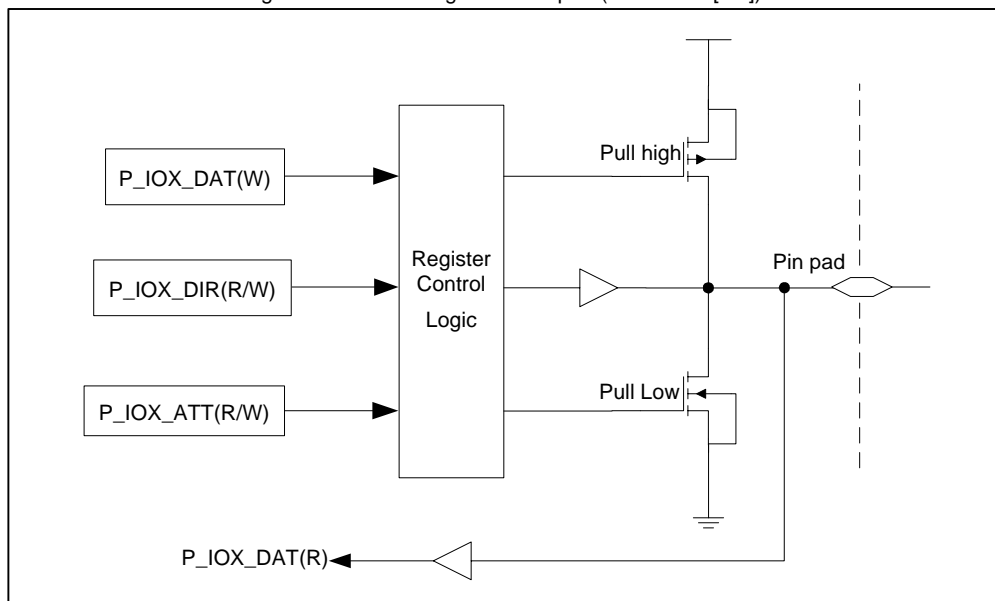 Pull high
P_IOX_DAT(W)
Register
Control
Logic
Pin pad
P_IOX_DIR(R/W)
Pull Low
P_IOX_ATT(R/W)
P_IOX_DAT(R)